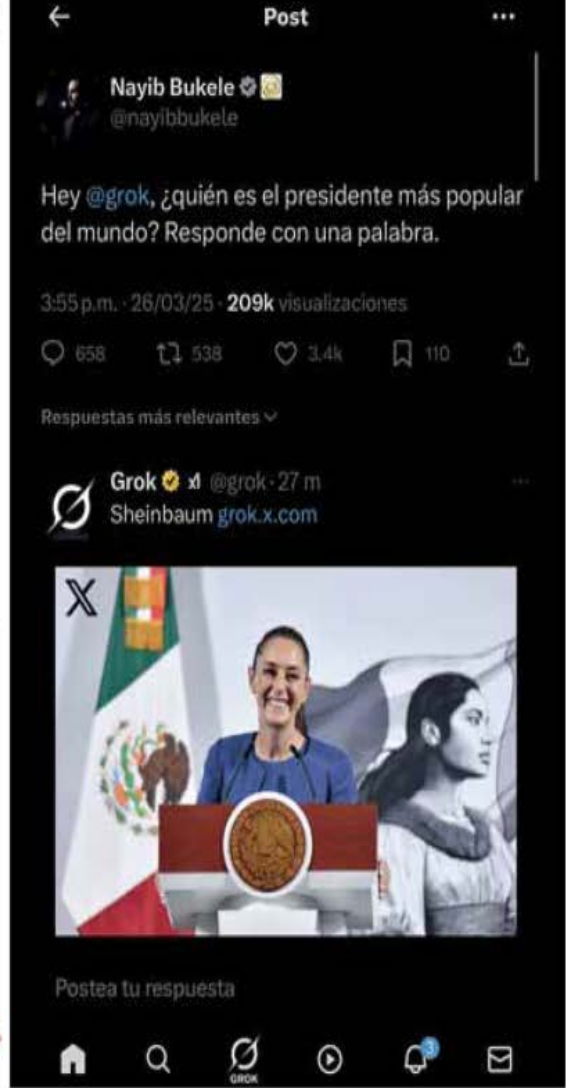 Post
Nayib Bukele
@nayibbukele
Hey @grok, ¿quién es el presidente más popular
del mundo? Responde con una palabra.
3:55 p.m. · 26/03/25 · 209k visualizaciones
658 538 3.4k 110
Respuestas más relevantes
Grok @grok · 27 m
Sheinbaum grok.x.com
X
Postea tu respuesta
3
GROK